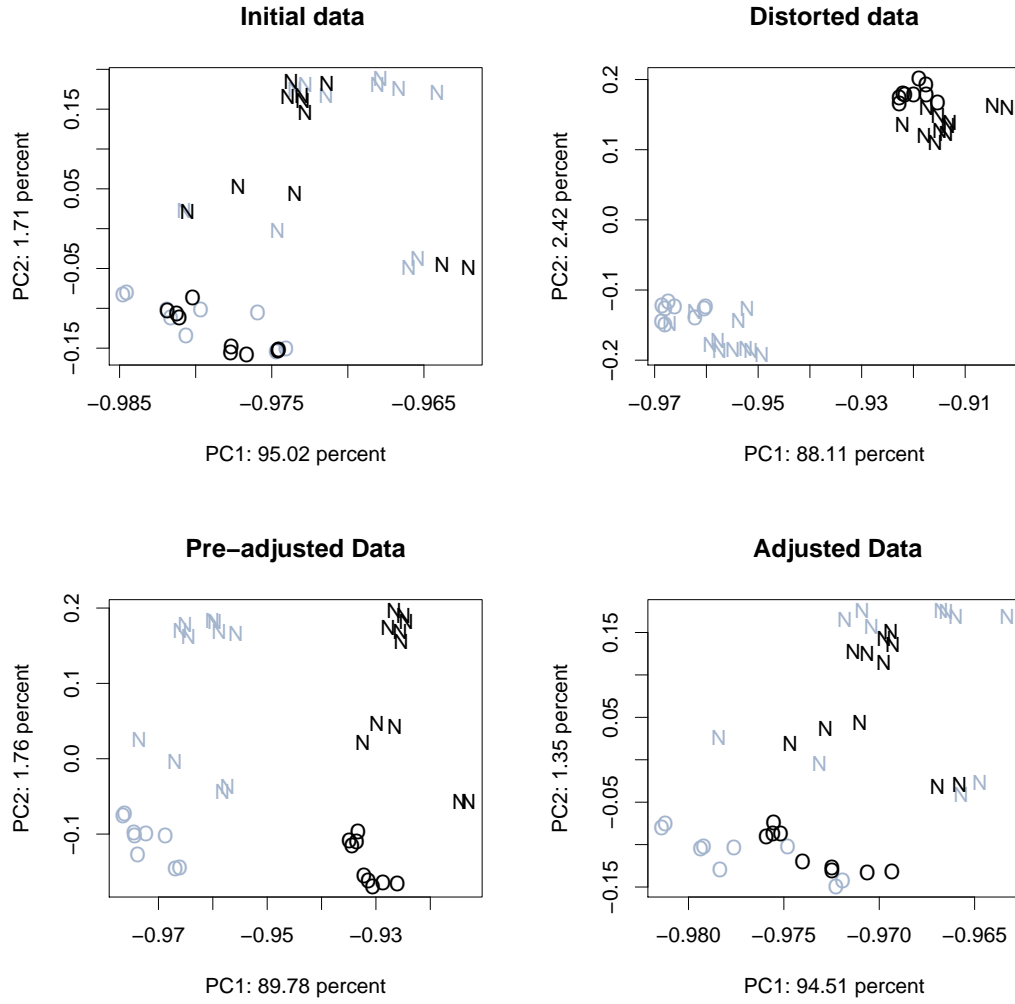 Initial data
0.15
0.05
−0.05
−0.15
PC2: 1.71 percent
−0.985
−0.975
−0.965
PC1: 95.02 percent
Distorted data
0.2
0.1
0.0
−0.1
−0.2
PC2: 2.42 percent
−0.97
−0.95
−0.93
−0.91
PC1: 88.11 percent
Pre−adjusted Data
0.2
0.1
0.0
−0.1
PC2: 1.76 percent
−0.97
−0.95
−0.93
PC1: 89.78 percent
Adjusted Data
0.15
0.05
−0.05
−0.15
PC2: 1.35 percent
−0.980
−0.975
−0.970
−0.965
PC1: 94.51 percent